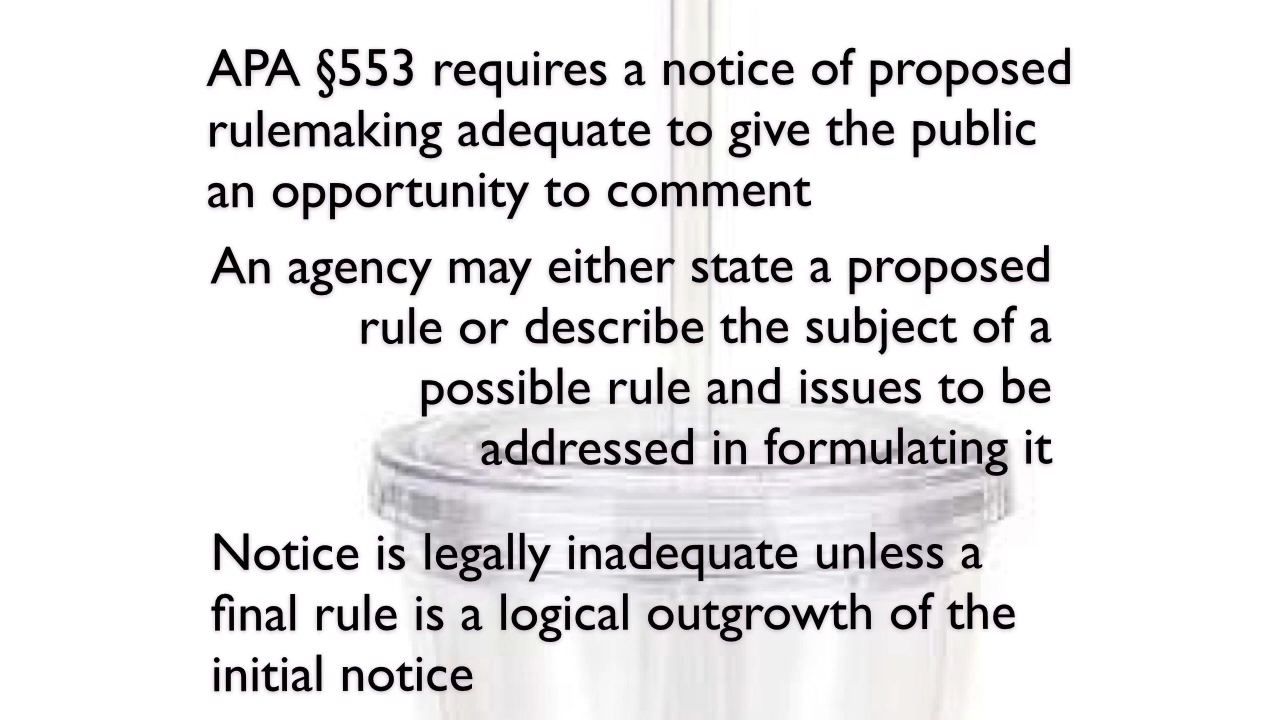 APA §553 requires a notice of proposed
rulemaking adequate to give the public
an opportunity to comment
An agency may either state a proposed
rule or describe the subject of a
possible rule and issues to be
addressed in formulating it
Notice is legally inadequate unless a
final rule is a logical outgrowth of the
initial notice